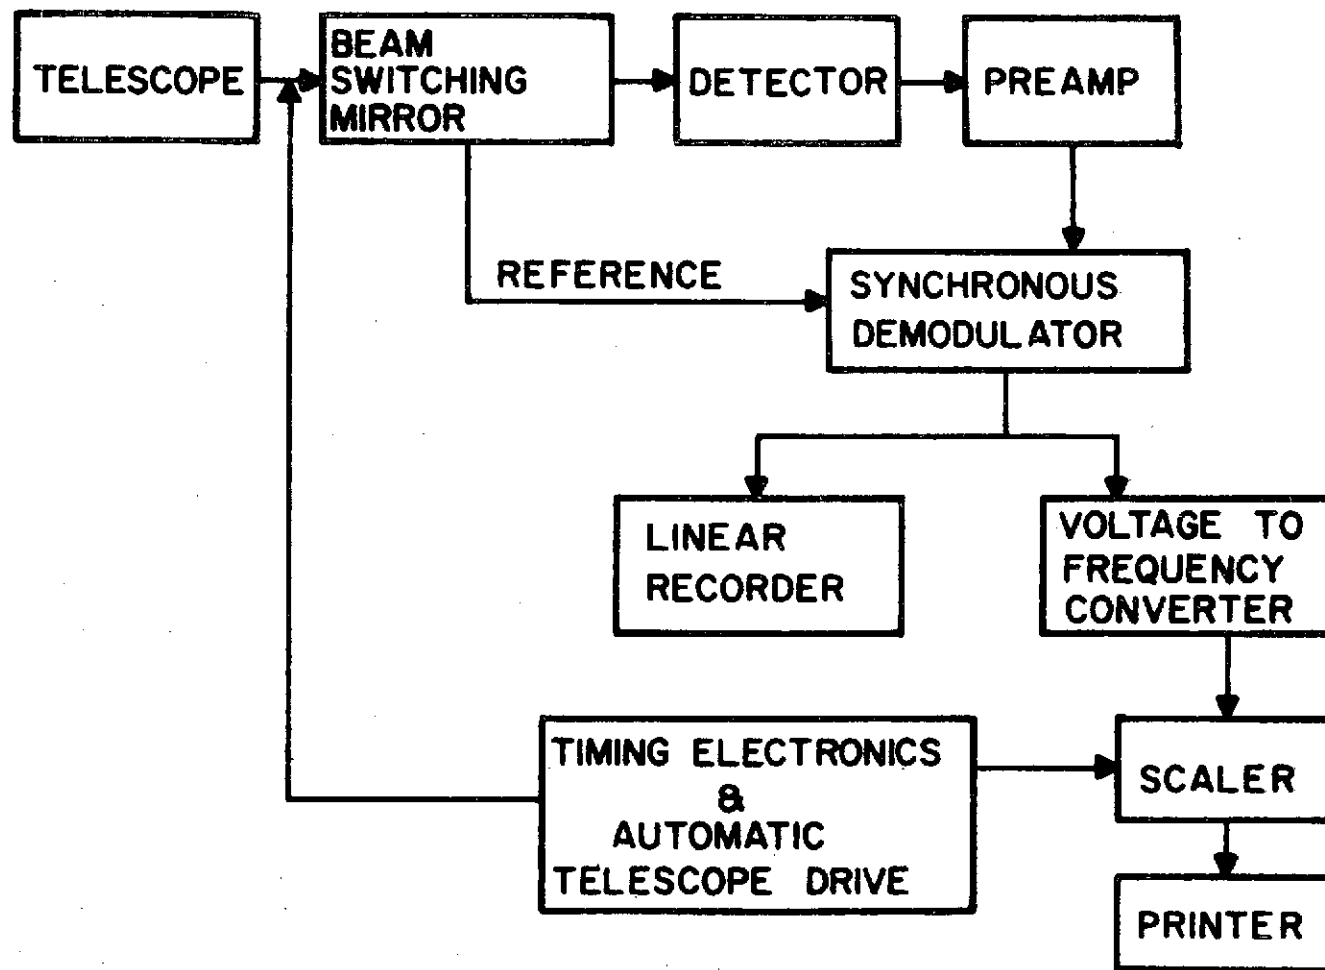 TELESCOPE
BEAM
SWITCHING
MIRROR
DETECTOR
PREAMP
REFERENCE
SYNCHRONOUS
DEMODULATOR
LINEAR
RECORDER
VOLTAGE TO
FREQUENCY
CONVERTER
TIMING ELECTRONICS
&
AUTOMATIC
TELESCOPE DRIVE
SCALER
PRINTER